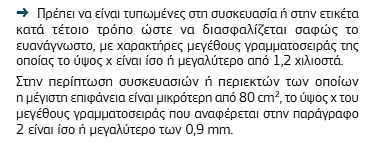 ➔ Πρέπει να είναι τυπωμένες στη συσκευασία ή στην ετικέτα
κατά τέτοιο τρόπο ώστε να διασφαλίζεται σαφώς το
ευανάγνωστο, με χαρακτήρες μεγέθους γραμματοσειράς της
οποίας το ύψος x είναι ίσο ή μεγαλύτερο από 1,2 χιλιοστά.
Στην περίπτωση συσκευασιών ή περιεκτών των οποίων
η μέγιστη επιφάνεια είναι μικρότερη από 80 cm², το ύψος x του
μεγέθους γραμματοσειράς που αναφέρεται στην παράγραφο
2 είναι ίσο ή μεγαλύτερο των 0,9 mm.